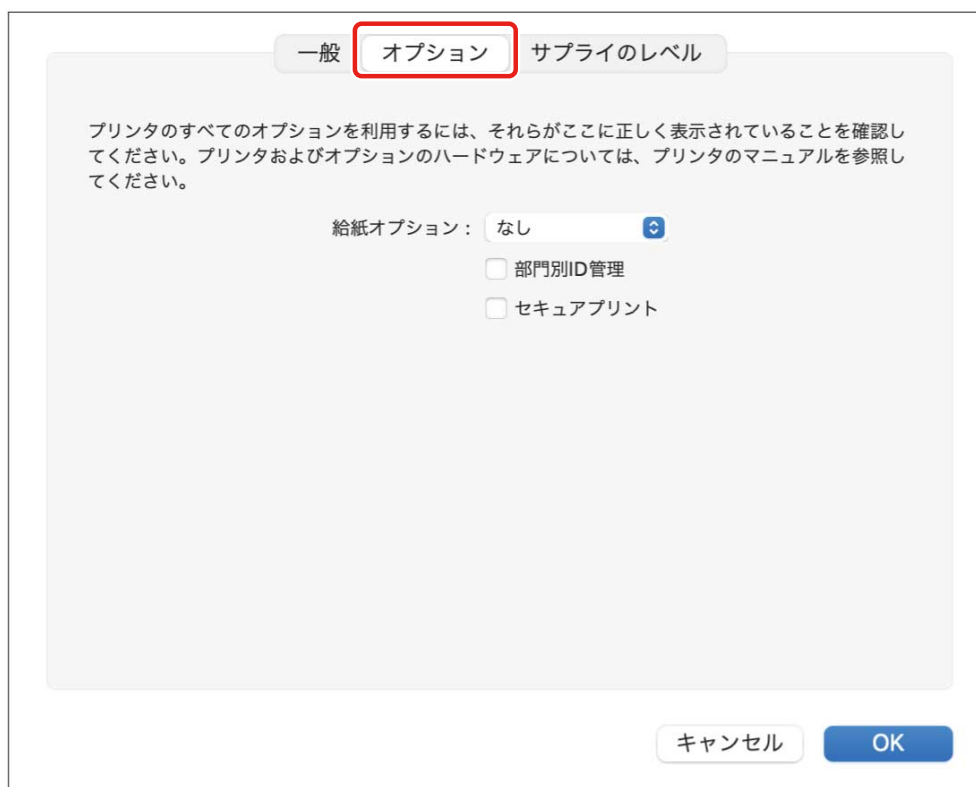 一般 オプション サプライのレベル
プリンタのすべてのオプションを利用するには、それらがここに正しく表示されていることを確認し
てください。プリンタおよびオプションのハードウェアについては、プリンタのマニュアルを参照し
てください。
給紙オプション： なし
部門別ID管理
セキュアプリント
キャンセル OK